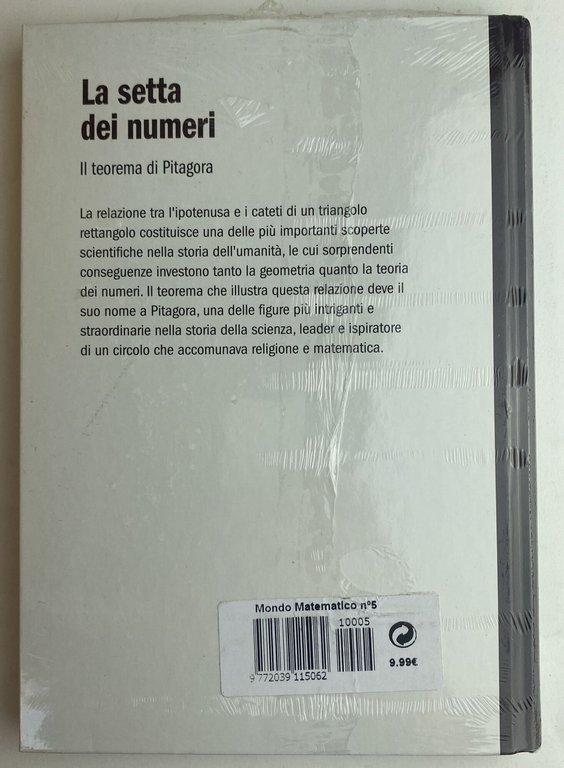 La setta
dei numeri
Il teorema di Pitagora
La relazione tra l'ipotenusa e i cateti di un triangolo
rettangolo costituisce una delle più importanti scoperte
scientifiche nella storia dell'umanità, le cui sorprendenti
conseguenze investono tanto la geometria quanto la teoria
dei numeri. Il teorema che illustra questa relazione deve il
suo nome a Pitagora, una delle figure più intriganti e
straordinarie nella storia della scienza, leader e ispiratore
di un circolo che accomunava religione e matematica.
Mondo Matematico n°5
10005
9 772039 115062
9.99€